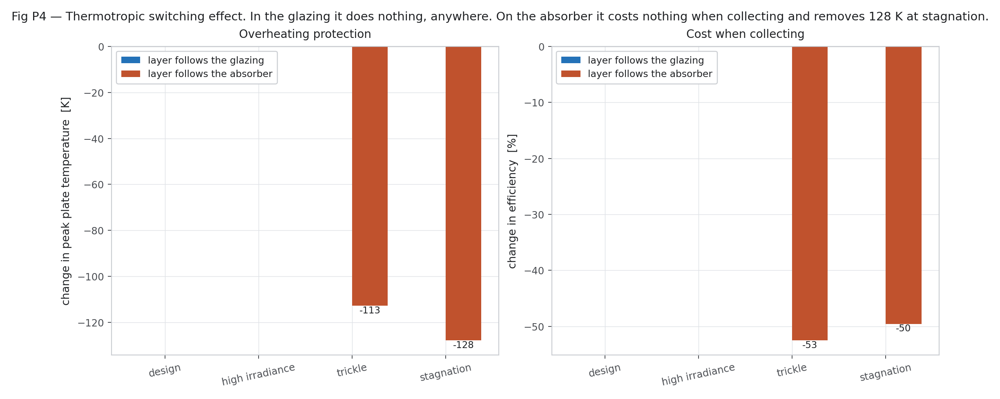 Fig P4 — Thermotropic switching effect. In the glazing it does nothing, anywhere. On the absorber it costs nothing when collecting and removes 128 K at stagnation.
Overheating protection
change in peak plate temperature [K]
0
−20
−40
−60
−80
−100
−120
layer follows the glazing
layer follows the absorber
-113
-128
design
high irradiance
trickle
stagnation
Cost when collecting
change in efficiency [%]
0
−10
−20
−30
−40
−50
layer follows the glazing
layer follows the absorber
-53
-50
design
high irradiance
trickle
stagnation